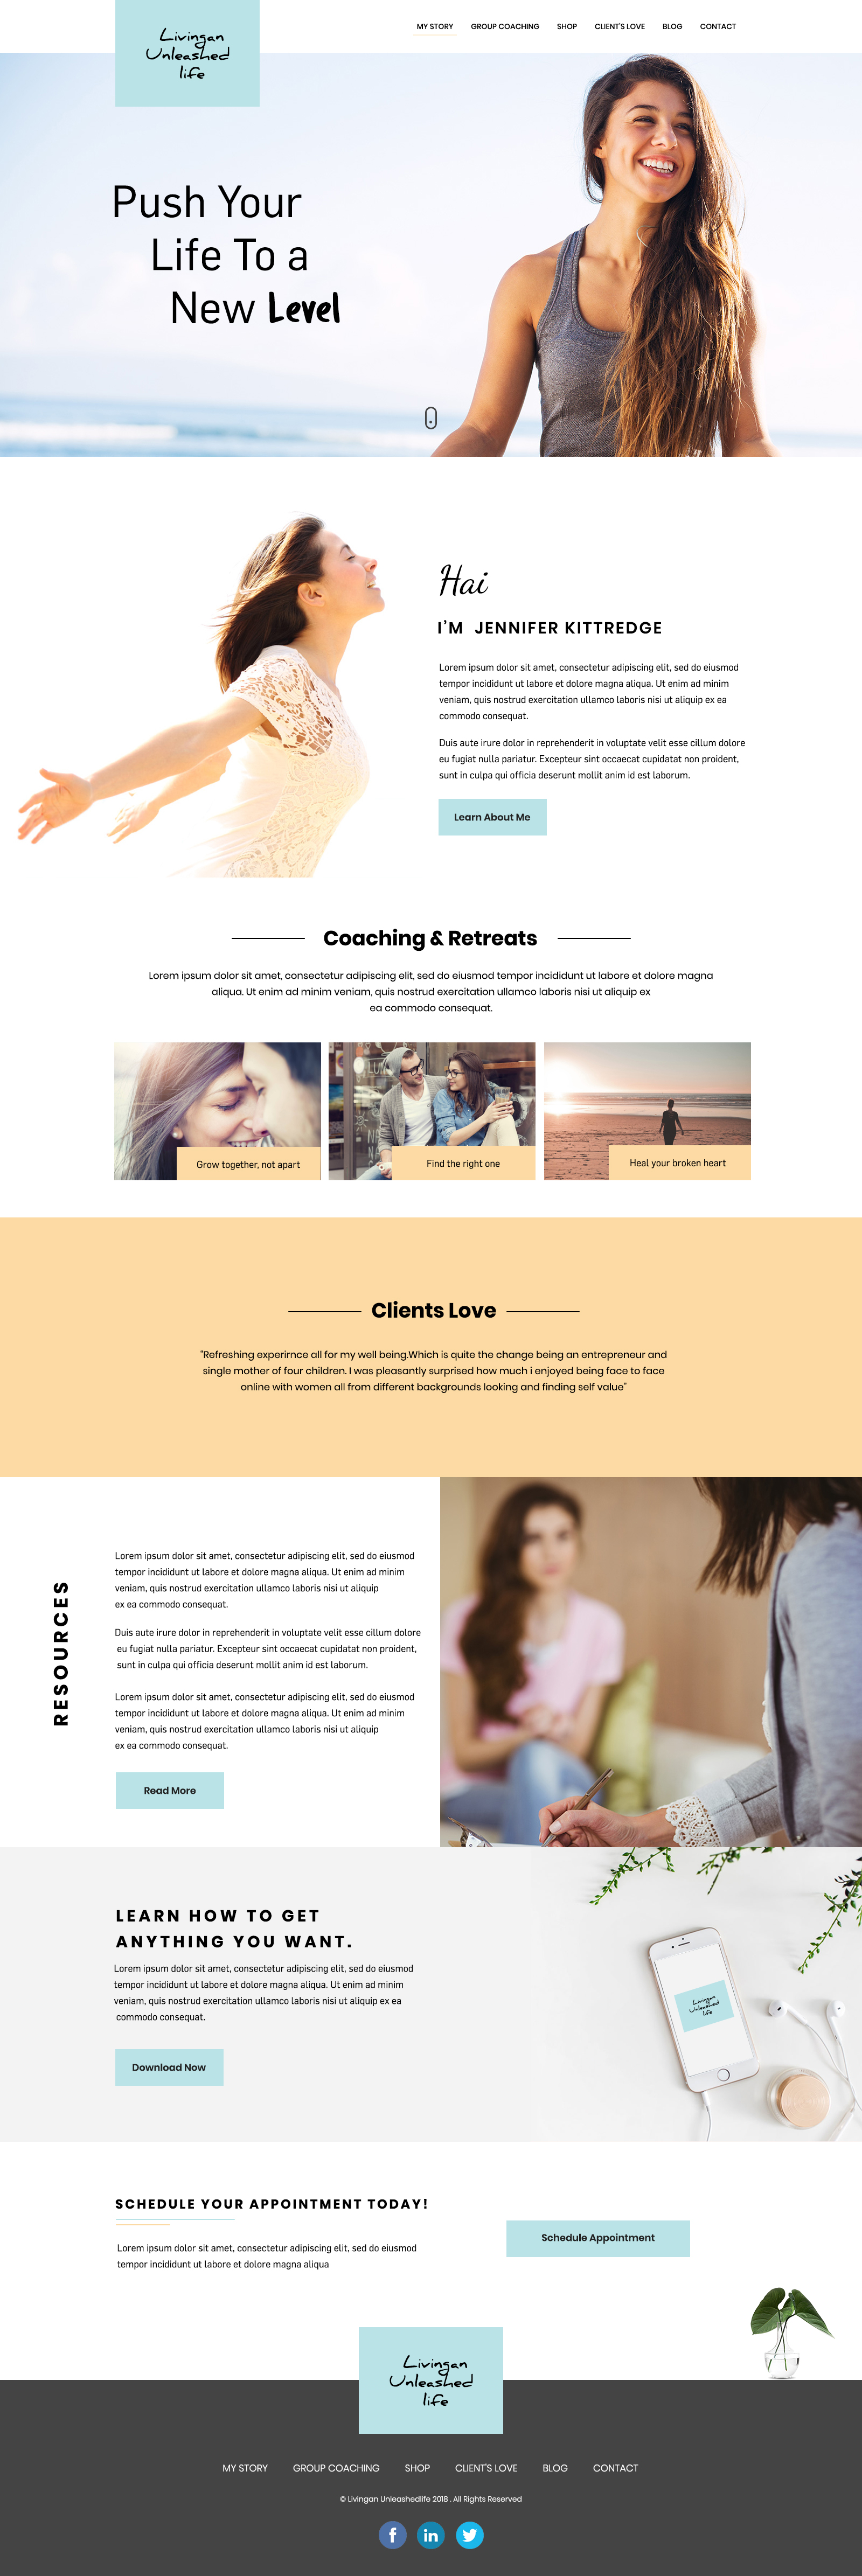 Livingan
Unleashed
life
MY STORY
GROUP COACHING
SHOP
CLIENT'S LOVE
BLOG
CONTACT
Push Your
Life To a
New Level
Hai
I'M JENNIFER KITTREDGE
Lorem ipsum dolor sit amet, consectetur adipiscing elit, sed do eiusmod
tempor incididunt ut labore et dolore magna aliqua. Ut enim ad minim
veniam, quis nostrud exercitation ullamco laboris nisi ut aliquip ex ea
commodo consequat.
Duis aute irure dolor in reprehenderit in voluptate velit esse cillum dolore
eu fugiat nulla pariatur. Excepteur sint occaecat cupidatat non proident,
sunt in culpa qui officia deserunt mollit anim id est laborum.
Learn About Me
Coaching & Retreats
Lorem ipsum dolor sit amet, consectetur adipiscing elit, sed do eiusmod tempor incididunt ut labore et dolore magna
aliqua. Ut enim ad minim veniam, quis nostrud exercitation ullamco laboris nisi ut aliquip ex
ea commodo consequat.
Grow together, not apart
Find the right one
Heal your broken heart
Clients Love
"Refreshing experirnce all for my well being.Which is quite the change being an entrepreneur and
single mother of four children. I was pleasantly surprised how much i enjoyed being face to face
online with women all from different backgrounds looking and finding self value"
RESOURCES
Lorem ipsum dolor sit amet, consectetur adipiscing elit, sed do eiusmod
tempor incididunt ut labore et dolore magna aliqua. Ut enim ad minim
veniam, quis nostrud exercitation ullamco laboris nisi ut aliquip
ex ea commodo consequat.
Duis aute irure dolor in reprehenderit in voluptate velit esse cillum dolore
eu fugiat nulla pariatur. Excepteur sint occaecat cupidatat non proident,
sunt in culpa qui officia deserunt mollit anim id est laborum.
Lorem ipsum dolor sit amet, consectetur adipiscing elit, sed do eiusmod
tempor incididunt ut labore et dolore magna aliqua. Ut enim ad minim
veniam, quis nostrud exercitation ullamco laboris nisi ut aliquip
ex ea commodo consequat.
Read More
LEARN HOW TO GET
ANYTHING YOU WANT.
Lorem ipsum dolor sit amet, consectetur adipiscing elit, sed do eiusmod
tempor incididunt ut labore et dolore magna aliqua. Ut enim ad minim
veniam, quis nostrud exercitation ullamco laboris nisi ut aliquip ex ea
commodo consequat.
Download Now
Livingan
Unleashed
life
SCHEDULE YOUR APPOINTMENT TODAY!
Lorem ipsum dolor sit amet, consectetur adipiscing elit, sed do eiusmod
tempor incididunt ut labore et dolore magna aliqua
Schedule Appointment
Livingan
Unleashed
life
MY STORY
GROUP COACHING
SHOP
CLIENT'S LOVE
BLOG
CONTACT
© Livingan Unleashedlife 2018 . All Rights Reserved
f
in